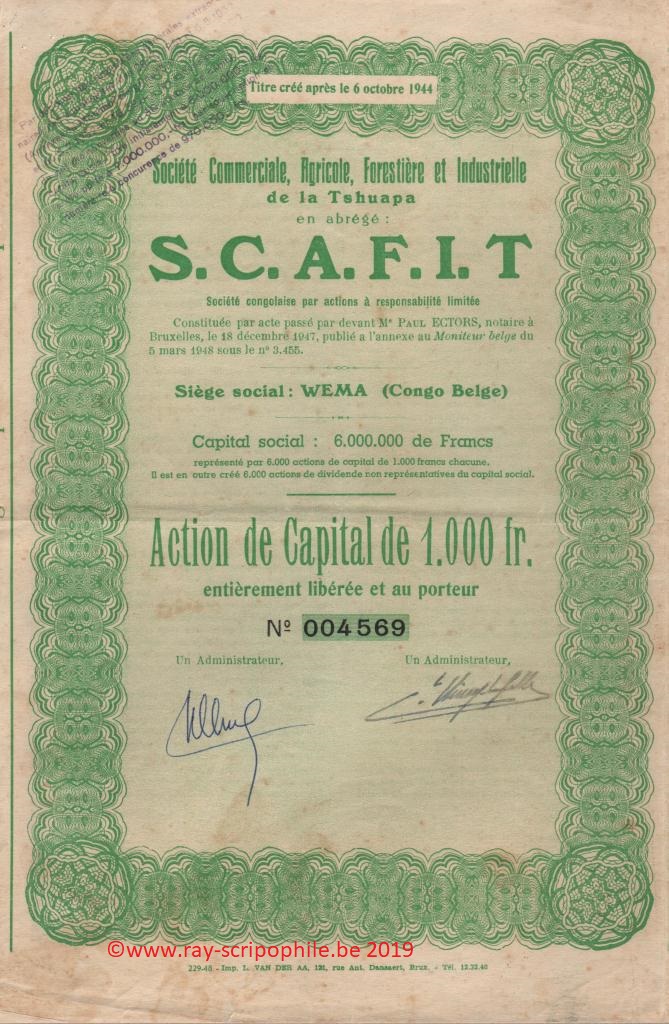 Titre créé après le 6 octobre 1944
Société Commerciale, Agricole, Forestière et Industrielle
de la Tshuapa
en abrégé :
S. C. A. F. I. T
Société congolaise par actions à responsabilité limitée
Constituée par acte passé par devant Me PAUL ECTORS, notaire à
Bruxelles, le 18 décembre 1947, publié a l'annexe au Moniteur belge du
5 mars 1948 sous le no 3.455.
Siège social : WEMA (Congo Belge)
Capital social : 6.000.000 de Francs
représenté par 6.000 actions de capital de 1.000 francs chacune.
Il est en outre créé 6.000 actions de dividende non représentatives du capital social.
Action de Capital de 1.000 fr.
entièrement libérée et au porteur
No 004569
Un Administrateur, Un Administrateur,
©www.ray-scripophile.be 2019
229-48 - Imp. L. VAN DER AA, 121, rue Ant. Dansaert, Brux. - Tél. 12.32.40